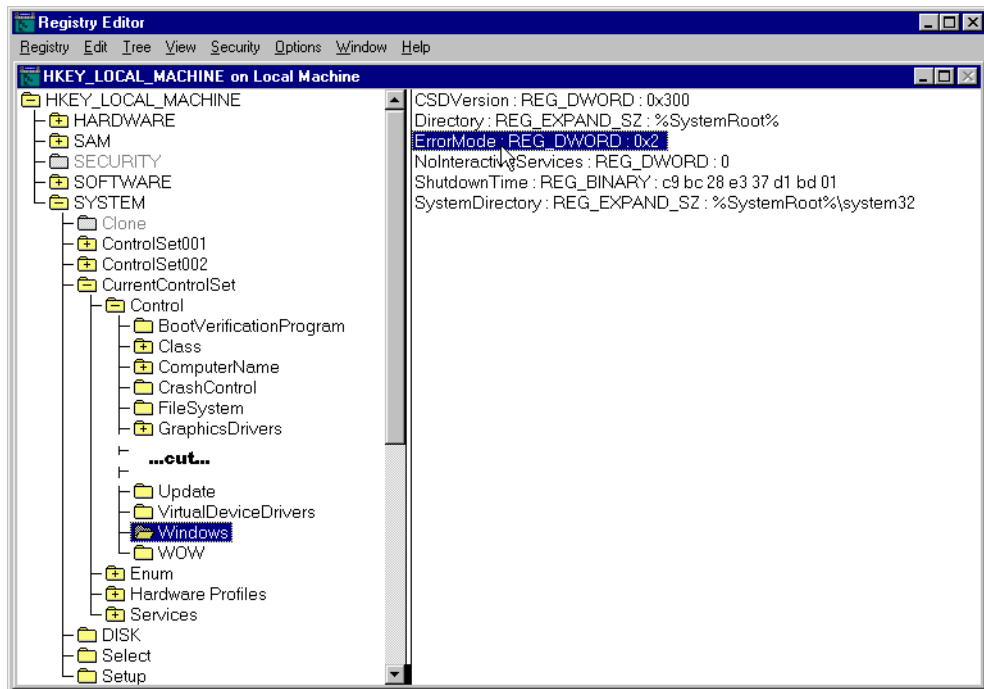 Registry Editor
Registry Edit Tree View Security Options Window Help
HKEY_LOCAL_MACHINE on Local Machine
HKEY_LOCAL_MACHINE
HARDWARE
SAM
SECURITY
SOFTWARE
SYSTEM
Clone
ControlSet001
ControlSet002
CurrentControlSet
Control
BootVerificationProgram
Class
ComputerName
CrashControl
FileSystem
GraphicsDrivers
...cut...
Update
VirtualDeviceDrivers
Windows
WOW
Enum
Hardware Profiles
Services
DISK
Select
Setup
CSDVersion : REG_DWORD : 0x300
Directory : REG_EXPAND_SZ : %SystemRoot%
ErrorMode : REG_DWORD : 0x2
NoInteractiveServices : REG_DWORD : 0
ShutdownTime : REG_BINARY : c9 bc 28 e3 37 d1 bd 01
SystemDirectory : REG_EXPAND_SZ : %SystemRoot%\system32